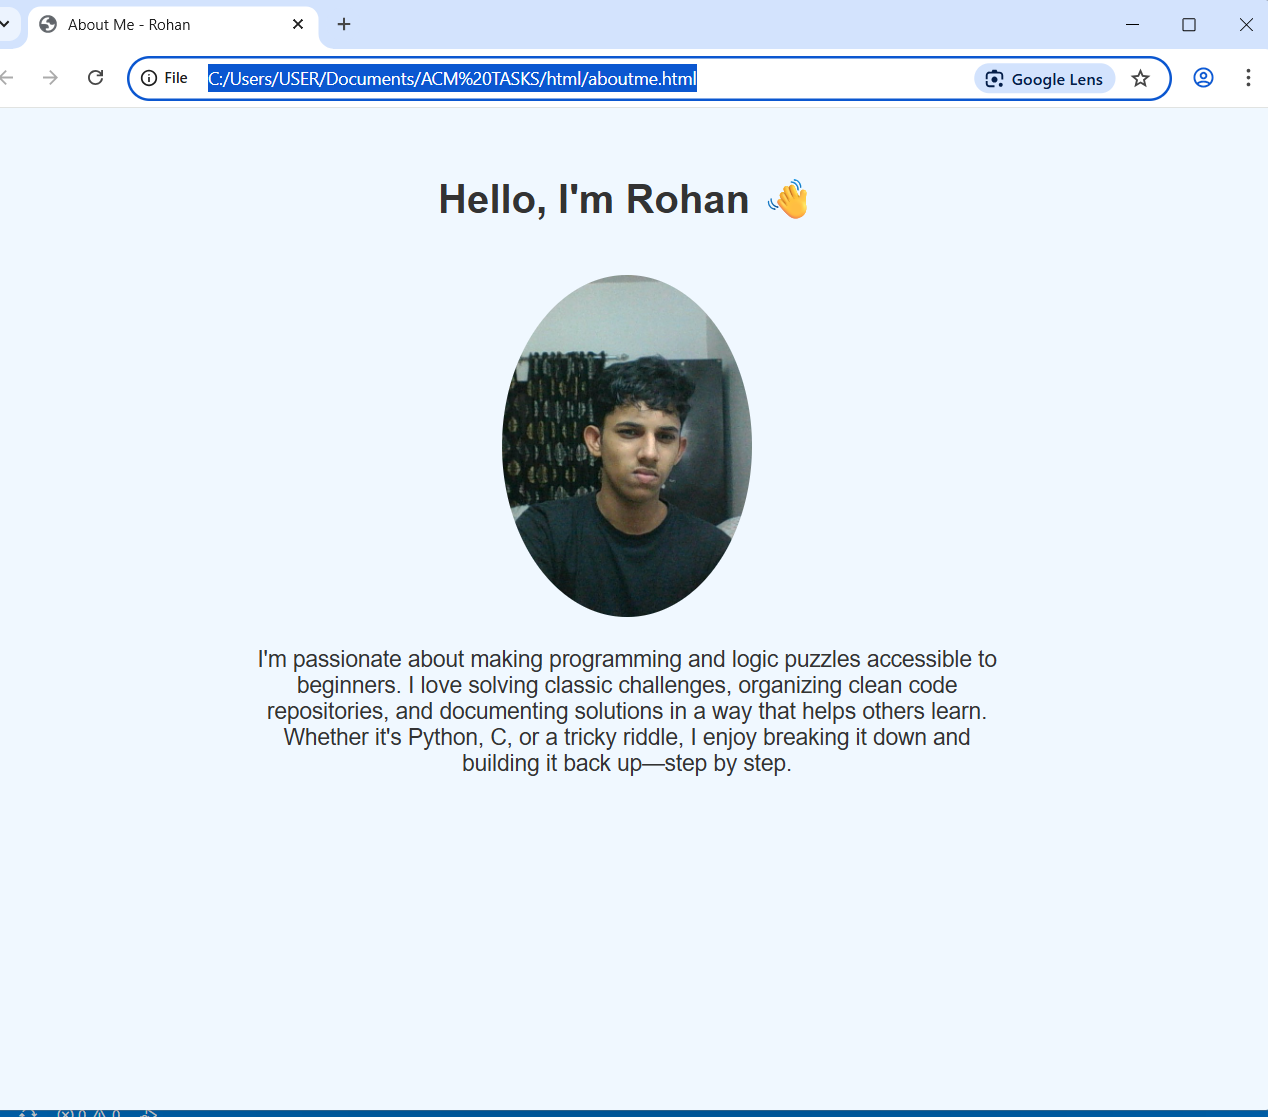 About Me - Rohan
File C:/Users/USER/Documents/ACM%20TASKS/html/aboutme.html Google Lens
Hello, I'm Rohan 👋
I'm passionate about making programming and logic puzzles accessible to
beginners. I love solving classic challenges, organizing clean code
repositories, and documenting solutions in a way that helps others learn.
Whether it's Python, C, or a tricky riddle, I enjoy breaking it down and
building it back up—step by step.